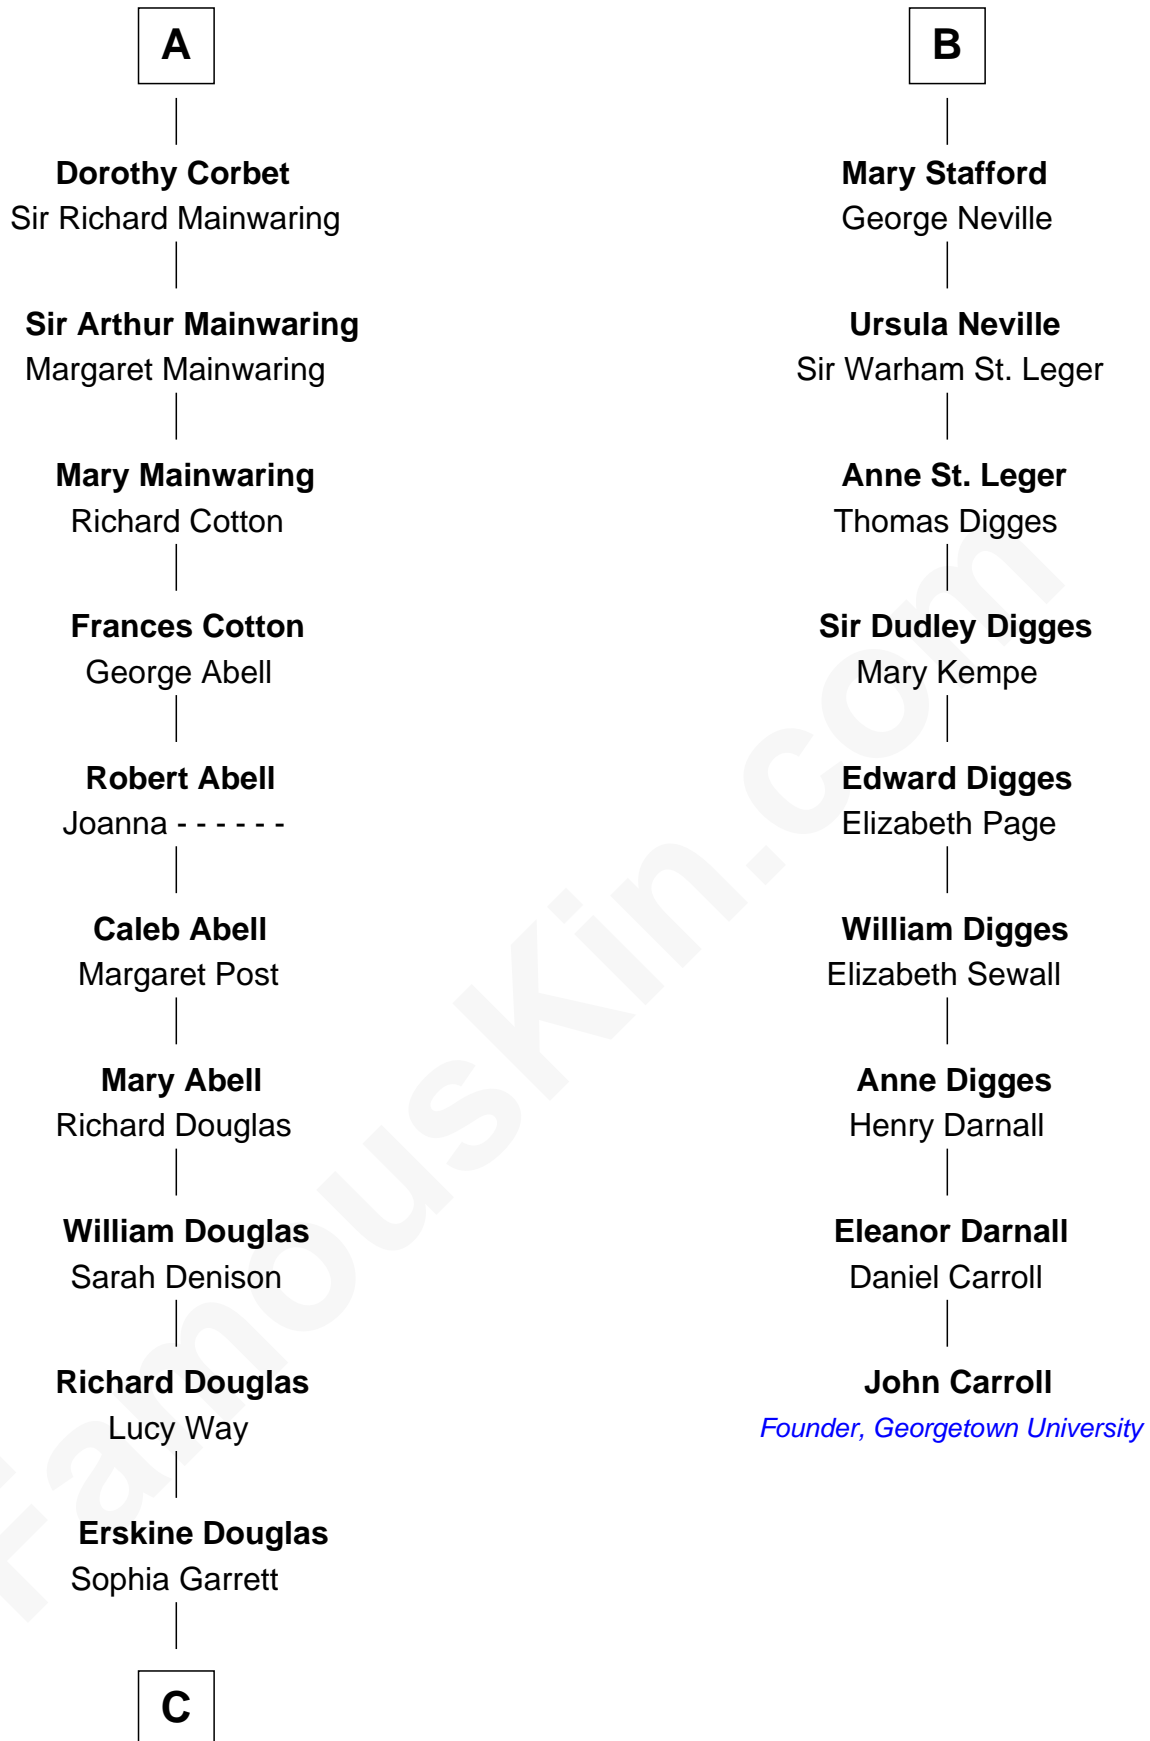 A
Dorothy Corbet
Sir Richard Mainwaring
Sir Arthur Mainwaring
Margaret Mainwaring
Mary Mainwaring
Richard Cotton
Frances Cotton
George Abell
Robert Abell
Joanna - - - - - -
Caleb Abell
Margaret Post
Mary Abell
Richard Douglas
William Douglas
Sarah Denison
Richard Douglas
Lucy Way
Erskine Douglas
Sophia Garrett
C
B
Mary Stafford
George Neville
Ursula Neville
Sir Warham St. Leger
Anne St. Leger
Thomas Digges
Sir Dudley Digges
Mary Kempe
Edward Digges
Elizabeth Page
William Digges
Elizabeth Sewall
Anne Digges
Henry Darnall
Eleanor Darnall
Daniel Carroll
John Carroll
Founder, Georgetown University
FamousKin.com